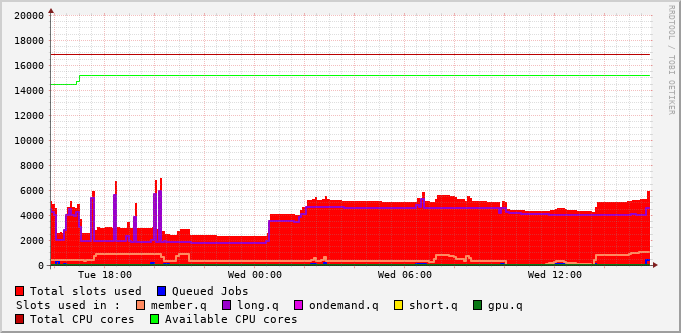 20000
18000
16000
14000
12000
10000
8000
6000
4000
2000
0
Tue 18:00 Wed 00:00 Wed 06:00 Wed 12:00
Total slots used Queued Jobs
Slots used in : member.q long.q ondemand.q short.q gpu.q
Total CPU cores Available CPU cores
RRDTOOL / TOBI OETIKER